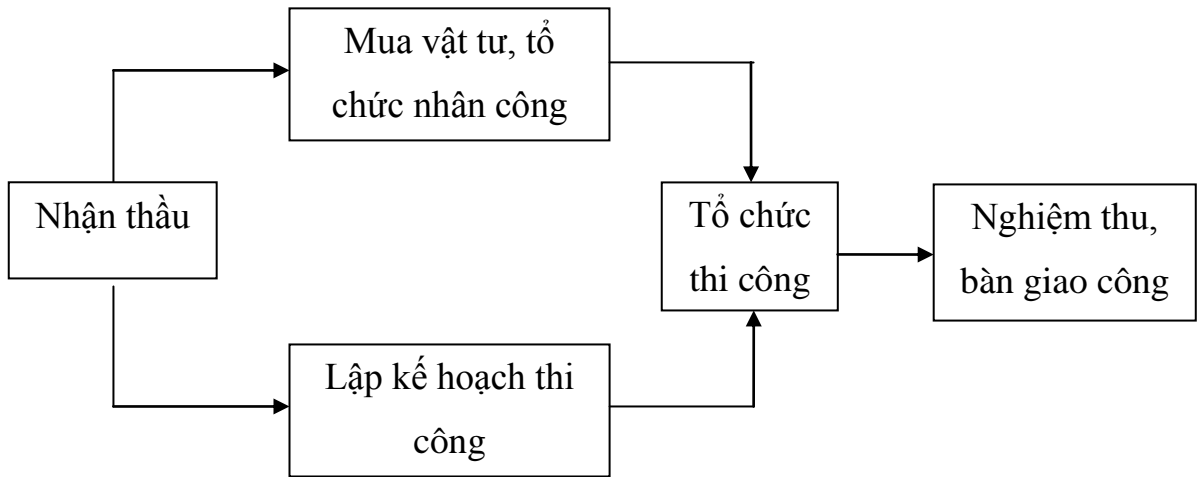 Mua vật tư, tổ
chức nhân công
Nhận thầu
Tổ chức
thi công
Nghiệm thu,
bàn giao công
Lập kế hoạch thi
công